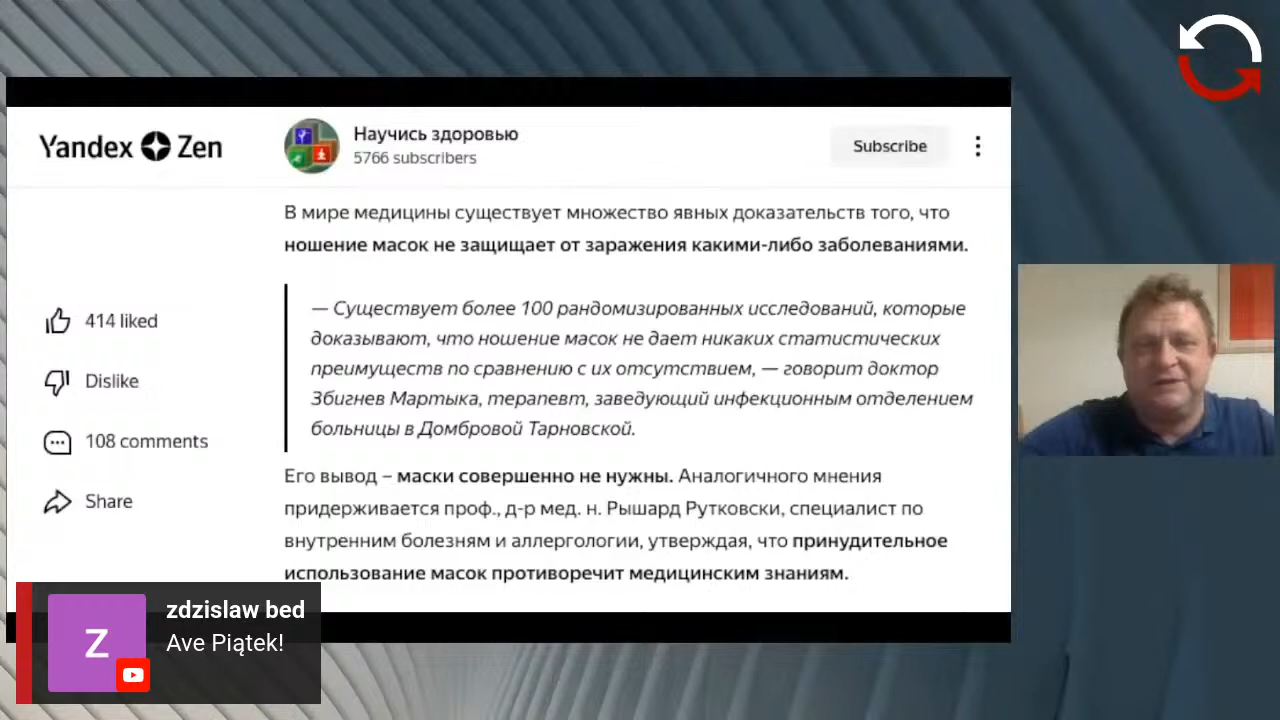 Yandex Zen
Научись здоровью
5766 subscribers
Subscribe
В мире медицины существует множество явных доказательств того, что
ношение масок не защищает от заражения какими-либо заболеваниями.
— Существует более 100 рандомизированных исследований, которые
доказывают, что ношение масок не дает никаких статистических
преимуществ по сравнению с их отсутствием, — говорит доктор
Збигнев Мартыка, терапевт, заведующий инфекционным отделением
больницы в Домбровой Тарновской.
Его вывод – маски совершенно не нужны. Аналогичного мнения
придерживается проф., д-р мед. н. Рышард Рутковски, специалист по
внутренним болезням и аллергологии, утверждая, что принудительное
использование масок противоречит медицинским знаниям.
414 liked
Dislike
108 comments
Share
Z
zdzislaw bed
Ave Piątek!